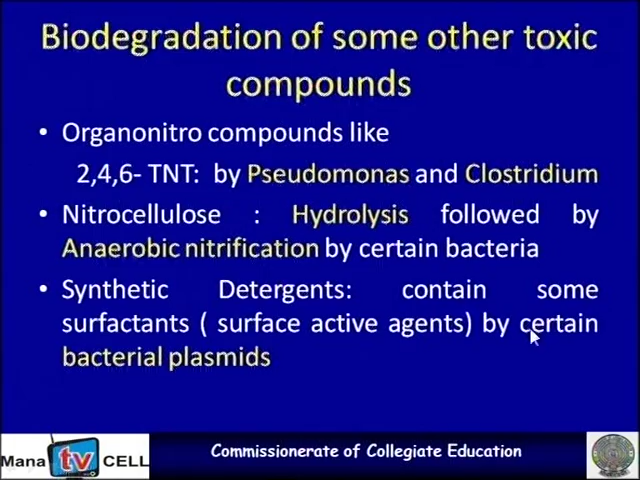 Biodegradation of some other toxic
compounds
• Organonitro compounds like
2,4,6- TNT: by Pseudomonas and Clostridium
• Nitrocellulose : Hydrolysis followed by
Anaerobic nitrification by certain bacteria
• Synthetic Detergents: contain some
surfactants ( surface active agents) by certain
bacterial plasmids
Mana tv CELL
Commissionerate of Collegiate Education